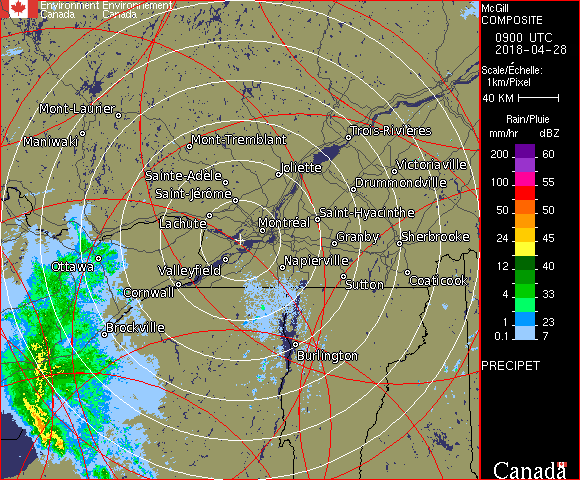 Environment Environnement
Canada Canada
Mont-Laurier
Maniwaki
Mont-Tremblant
Trois-Rivières
Joliette
Victoriaville
Sainte-Adèle
Drummondville
Saint-Jérôme
Lachute
Montréal
Saint-Hyacinthe
Granby
Sherbrooke
Ottawa
Valleyfield
Napierville
Sutton
Coaticook
Cornwall
Brockville
Burlington
McGill
COMPOSITE
0900 UTC
2018-04-28
Scale/Échelle:
1km/Pixel
40 KM
Rain/Pluie
mm/hr dBZ
200 60
100 55
50 50
24 45
12 40
4 33
1 23
0.1 7
PRECIPET
Canada